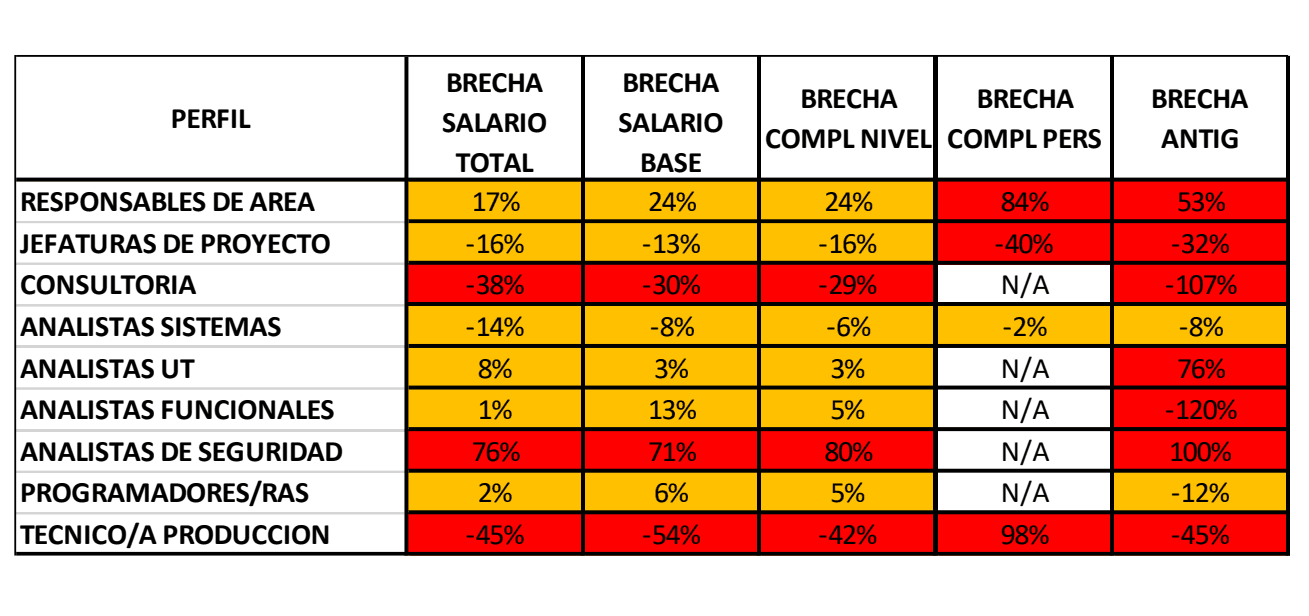 PERFIL BRECHA SALARIO TOTAL BRECHA SALARIO BASE BRECHA COMPL NIVEL BRECHA COMPL PERS BRECHA ANTIG
RESPONSABLES DE AREA 17% 24% 24% 84% 53%
JEFATURAS DE PROYECTO -16% -13% -16% -40% -32%
CONSULTORIA -38% -30% -29% N/A -107%
ANALISTAS SISTEMAS -14% -8% -6% -2% -8%
ANALISTAS UT 8% 3% 3% N/A 76%
ANALISTAS FUNCIONALES 1% 13% 5% N/A -120%
ANALISTAS DE SEGURIDAD 76% 71% 80% N/A 100%
PROGRAMADORES/RAS 2% 6% 5% N/A -12%
TECNICO/A PRODUCCION -45% -54% -42% 98% -45%